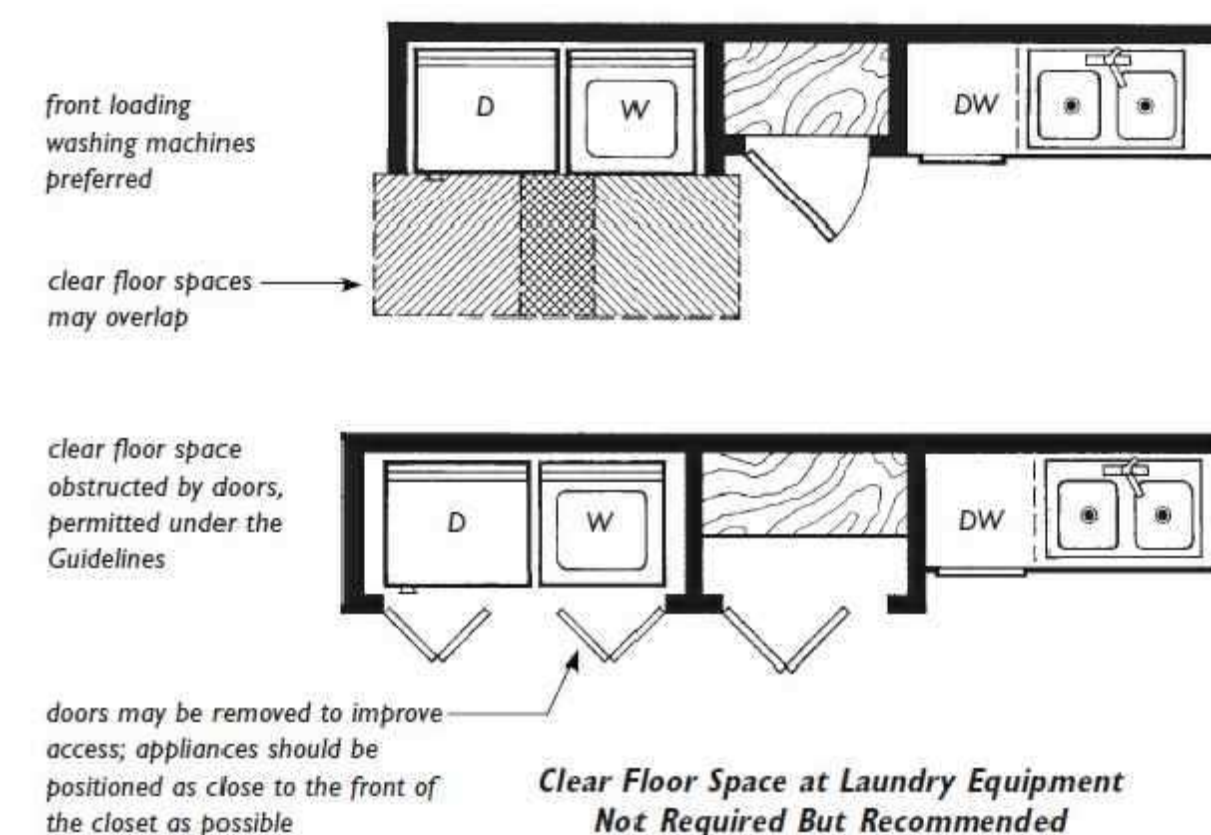 front loading
washing machines
preferred
D
W
DW
clear floor spaces
may overlap
clear floor space
obstructed by doors,
permitted under the
Guidelines
D
W
DW
doors may be removed to improve
access; appliances should be
positioned as close to the front of
the closet as possible
Clear Floor Space at Laundry Equipment
Not Required But Recommended